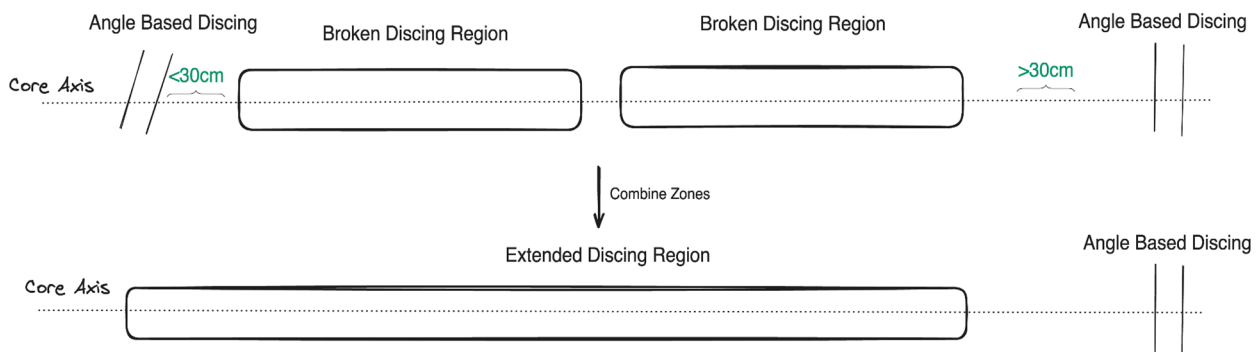 Angle Based Discing
Broken Discing Region
Broken Discing Region
Angle Based Discing
<30cm
>30cm
Core Axis
Combine Zones
Extended Discing Region
Angle Based Discing
Core Axis